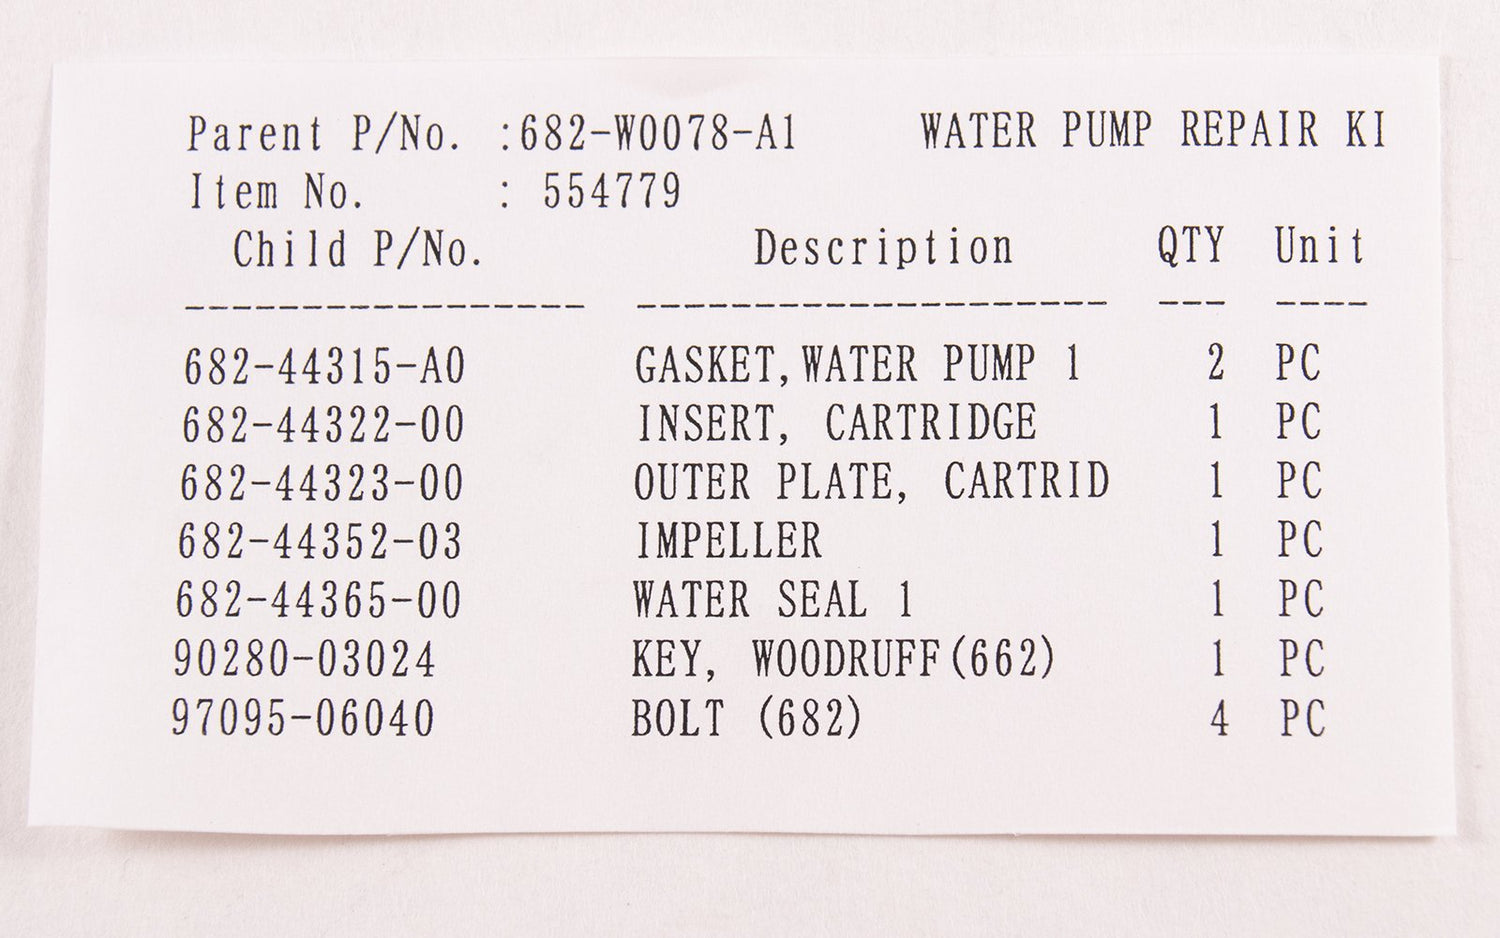 Parent P/No. :682-W0078-A1 WATER PUMP REPAIR KI
Item No. : 554779
Child P/No. Description QTY Unit
----------------- -------------------- --- ----
682-44315-A0 GASKET,WATER PUMP 1 2 PC
682-44322-00 INSERT, CARTRIDGE 1 PC
682-44323-00 OUTER PLATE, CARTRID 1 PC
682-44352-03 IMPELLER 1 PC
682-44365-00 WATER SEAL 1 1 PC
90280-03024 KEY, WOODRUFF(662) 1 PC
97095-06040 BOLT (682) 4 PC